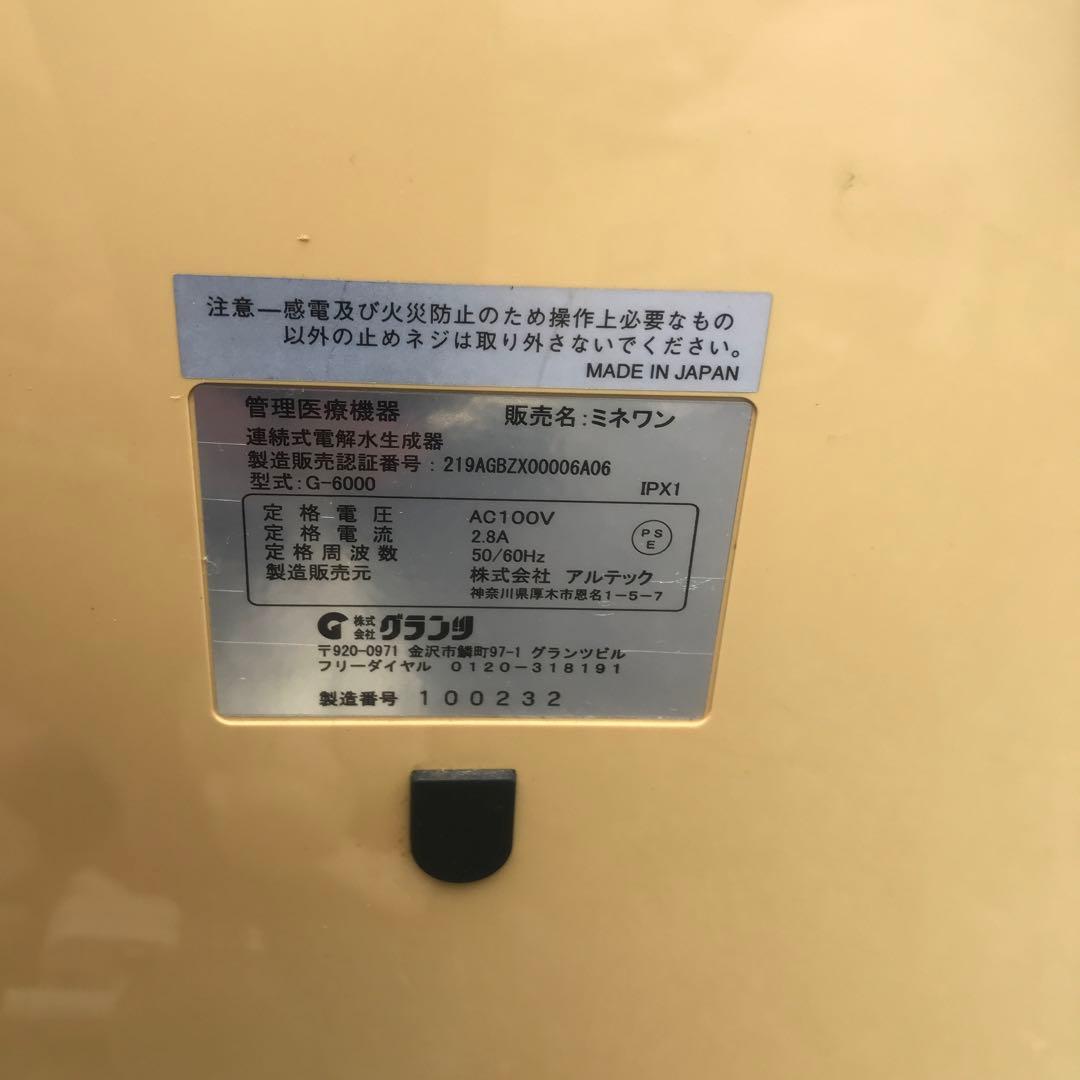 注意―感電及び火災防止のため操作上必要なもの
以外の止めネジは取り外さないでください。
MADE IN JAPAN
管理医療機器 販売名:ミネワン
連続式電解水生成器
製造販売認証番号:219AGBZX00006A06
型式:G-6000 IPX1
定格電圧 AC100V
定格電流 2.8A
PSE
定格周波数 50/60Hz
製造販売元 株式会社 アルテック
神奈川県厚木市恩名1-5-7
G 株式会社 グランツ
〒920-0971 金沢市鱗町97-1 グランツビル
フリーダイヤル 0120-318191
製造番号 100232